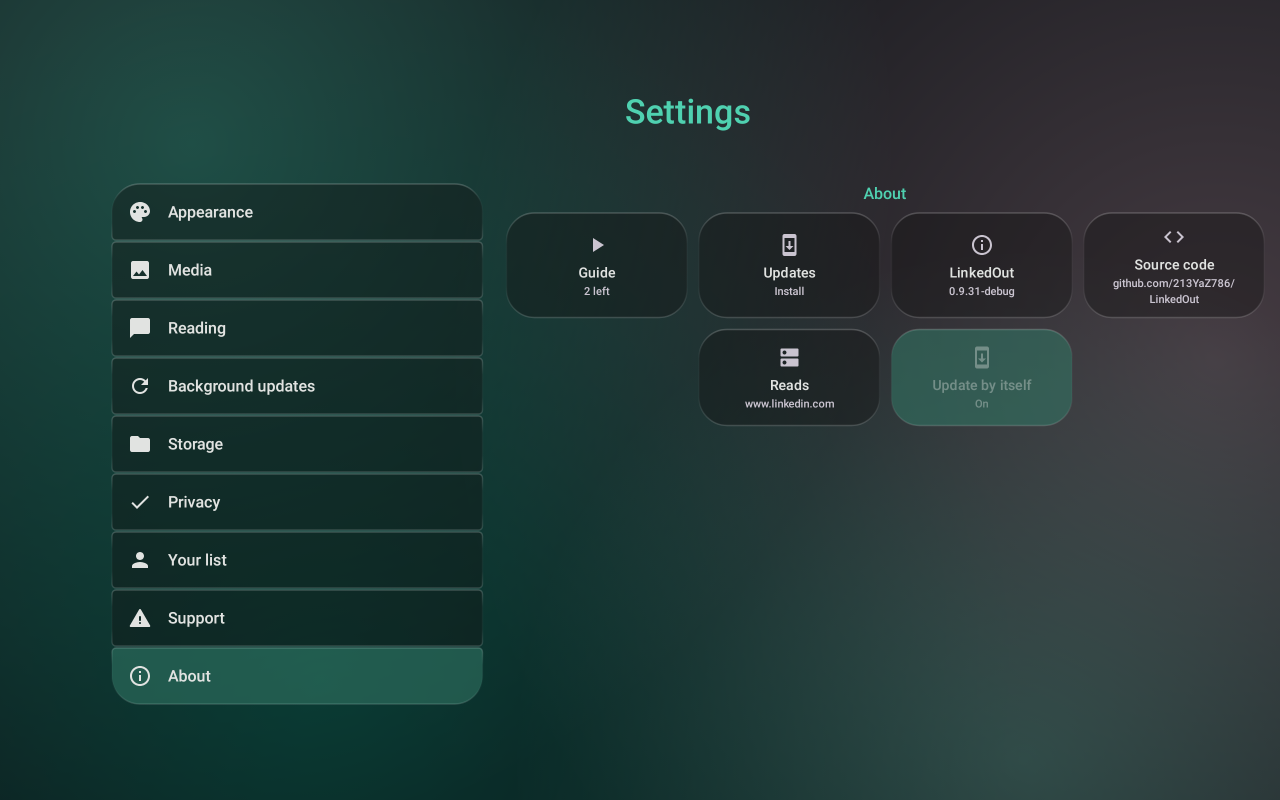 Settings
Appearance
Media
Reading
Background updates
Storage
Privacy
Your list
Support
About
About
Guide
2 left
Updates
Install
LinkedOut
0.9.31-debug
Source code
github.com/213YaZ786/
LinkedOut
Reads
www.linkedin.com
Update by itself
On